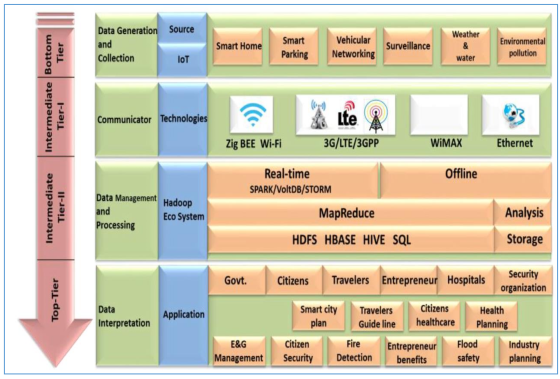 Bottom
Tier
Intermediate
Tier-I
Intermediate
Tier-II
Top-Tier
Data Generation
and
Collection
Source
IoT
Smart Home
Smart
Parking
Vehicular
Networking
Surveillance
Weather
&
water
Environmental
pollution
Communicator
Technologies
Lte
Zig BEE Wi-Fi
3G/LTE/3GPP
WiMAX
Ethernet
Data Management
and
Processing
Hadoop
Eco System
Real-time
SPARK/VoltDB/STORM
Offline
MapReduce
Analysis
HDFS HBASE HIVE SQL
Storage
Data
Interpretation
Application
Govt.
Citizens
Travelers
Entrepreneur
Hospitals
Security
organization
Smart city
plan
Travelers
Guide line
Citizens
healthcare
Health
Planning
E&G
Management
Citizen
Security
Fire
Detection
Entrepreneur
benefits
Flood
safety
Industry
planning